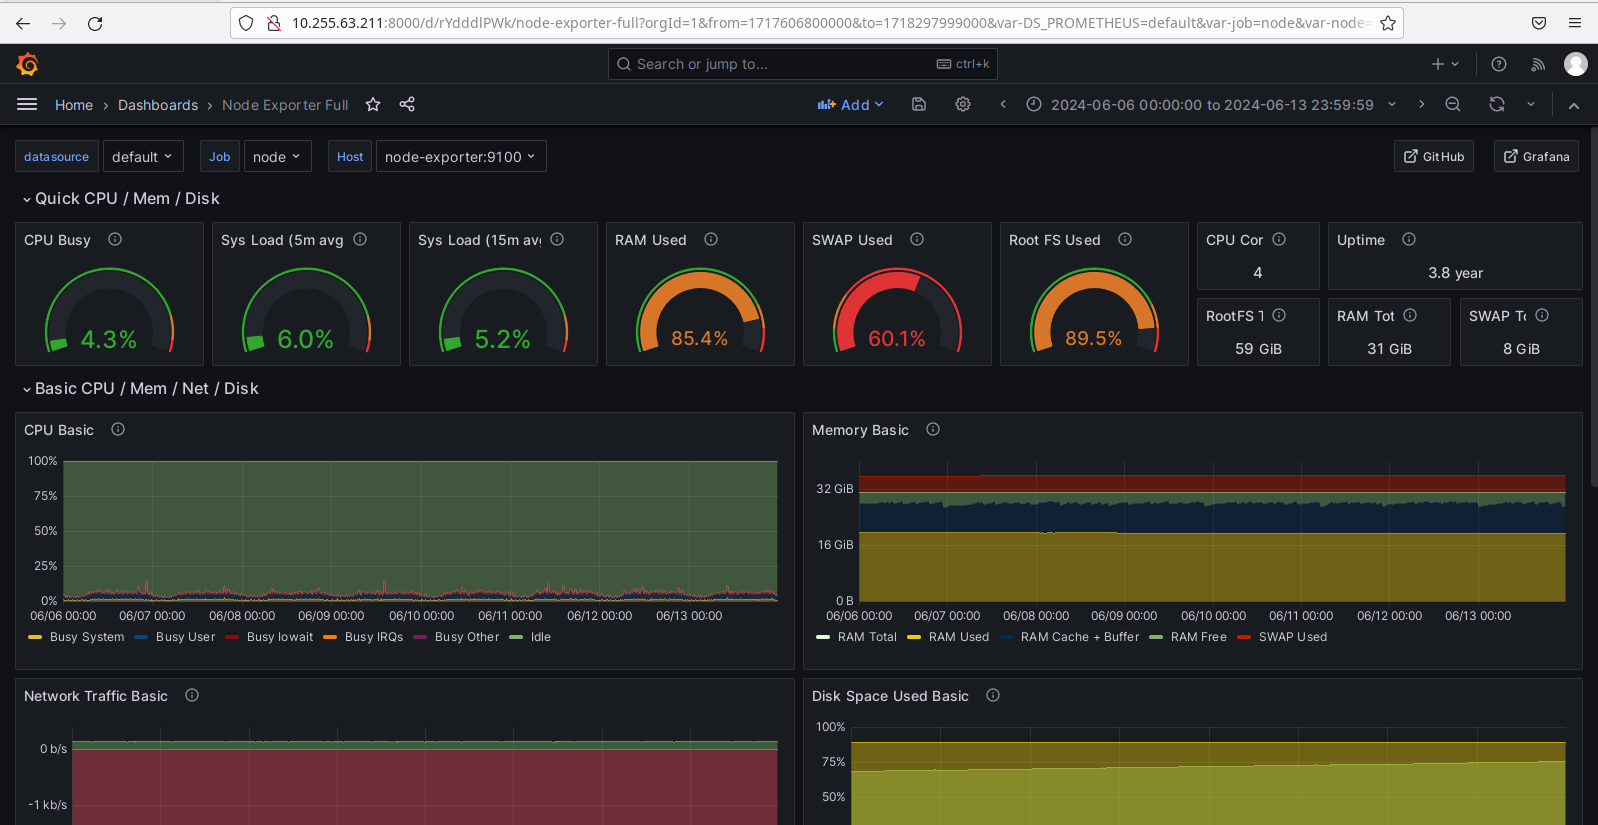 10.255.63.211:8000/d/rYdddlPWk/node-exporter-full?orgId=1&from=1717606800000&to=1718297999000&var-DS_PROMETHEUS=default&var-job=node&var-node=
Search or jump to... ctrl+k
Home › Dashboards › Node Exporter Full Add 2024-06-06 00:00:00 to 2024-06-13 23:59:59
datasource default Job node Host node-exporter:9100 GitHub Grafana
Quick CPU / Mem / Disk
CPU Busy
4.3%
Sys Load (5m avg
6.0%
Sys Load (15m av
5.2%
RAM Used
85.4%
SWAP Used
60.1%
Root FS Used
89.5%
CPU Cor
4
Uptime
3.8 year
RootFS T
59 GiB
RAM Tot
31 GiB
SWAP To
8 GiB
Basic CPU / Mem / Net / Disk
CPU Basic
100%
75%
50%
25%
0%
06/06 00:00 06/07 00:00 06/08 00:00 06/09 00:00 06/10 00:00 06/11 00:00 06/12 00:00 06/13 00:00
Busy System Busy User Busy Iowait Busy IRQs Busy Other Idle
Memory Basic
32 GiB
16 GiB
0 B
06/06 00:00 06/07 00:00 06/08 00:00 06/09 00:00 06/10 00:00 06/11 00:00 06/12 00:00 06/13 00:00
RAM Total RAM Used RAM Cache + Buffer RAM Free SWAP Used
Network Traffic Basic
0 b/s
-1 kb/s
Disk Space Used Basic
100%
75%
50%